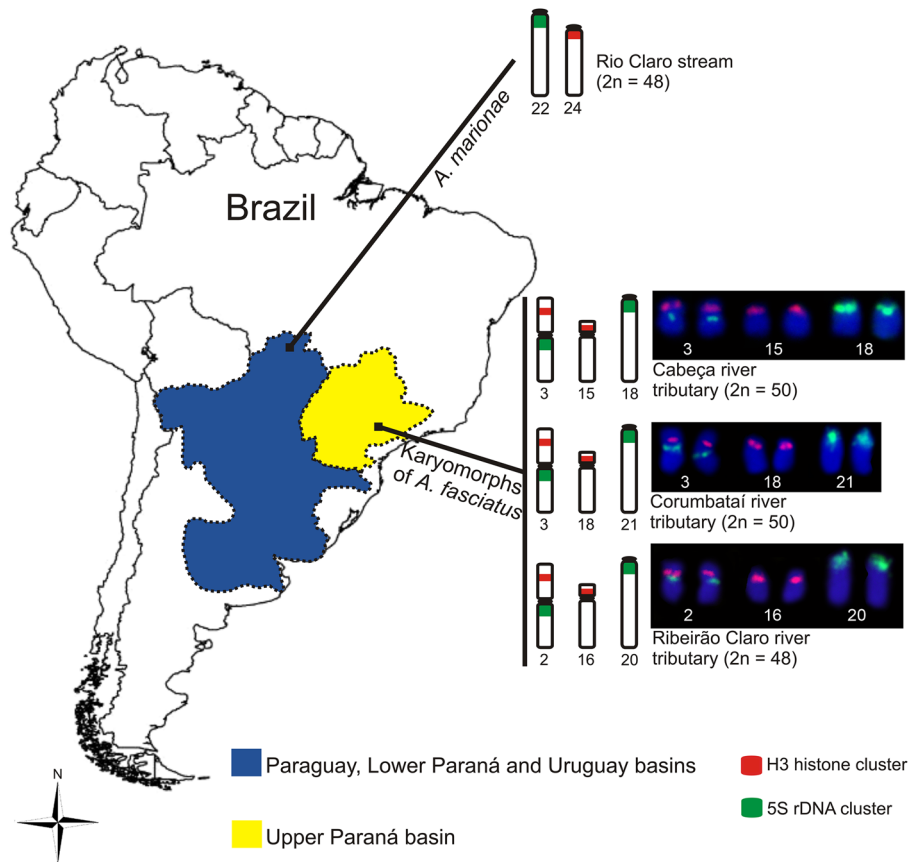 Rio Claro stream
(2n = 48)
22 24
A. marionae
Brazil
3 15 18
3 15 18
Cabeça river
tributary (2n = 50)
Karyomorphs
of A. fasciatus
3 18 21
3 18 21
Corumbataí river
tributary (2n = 50)
2 16 20
2 16 20
Ribeirão Claro river
tributary (2n = 48)
N
Paraguay, Lower Paraná and Uruguay basins
Upper Paraná basin
H3 histone cluster
5S rDNA cluster